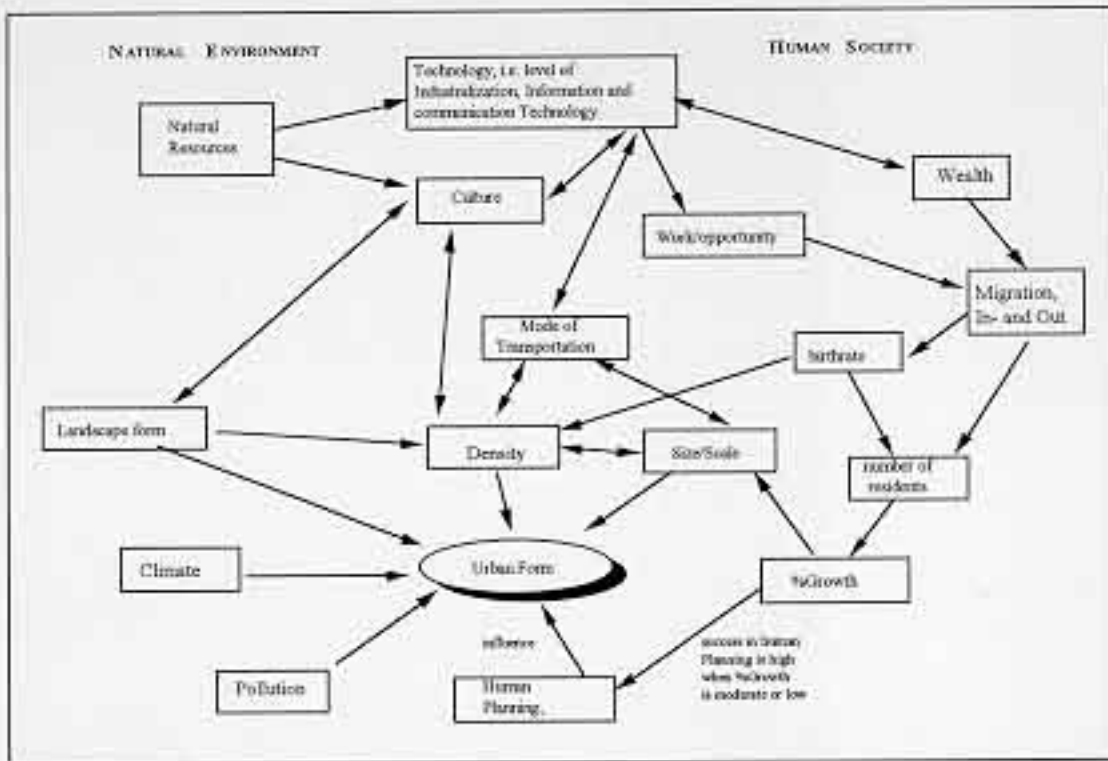 NATURAL ENVIRONMENT
HUMAN SOCIETY
Technology, i.e. level of
Industrialization, Information and
communication Technology
Natural
Resources
Culture
Wealth
Work/opportunity
Migration,
In- and Out
Mode of
Transportation
birthrate
Landscape form
Density
Size/Scale
number of
residents
Climate
Urban Form
%Growth
influence
success in human
Planning is high
when %Growth
is moderate or low
Pollution
Human
Planning,